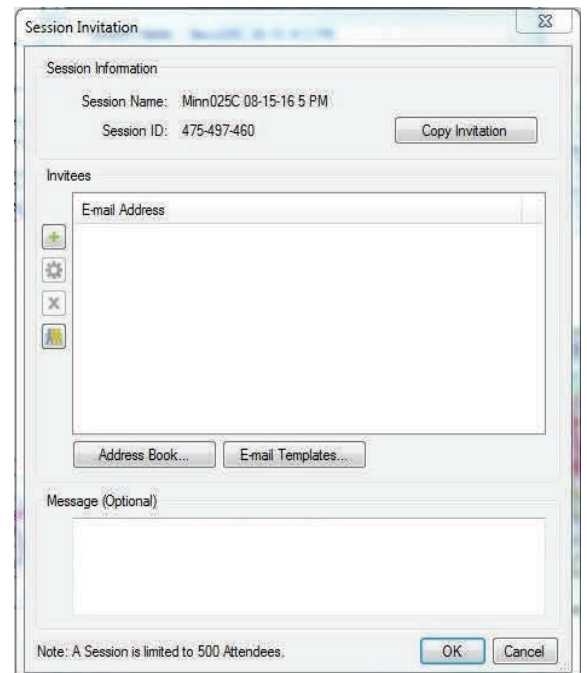 Session Invitation
Session Information
Session Name: Minn025C 08-15-16 5 PM
Session ID: 475-497-460
Copy Invitation
Invitees
E-mail Address
Address Book...
E-mail Templates...
Message (Optional)
Note: A Session is limited to 500 Attendees.
OK
Cancel